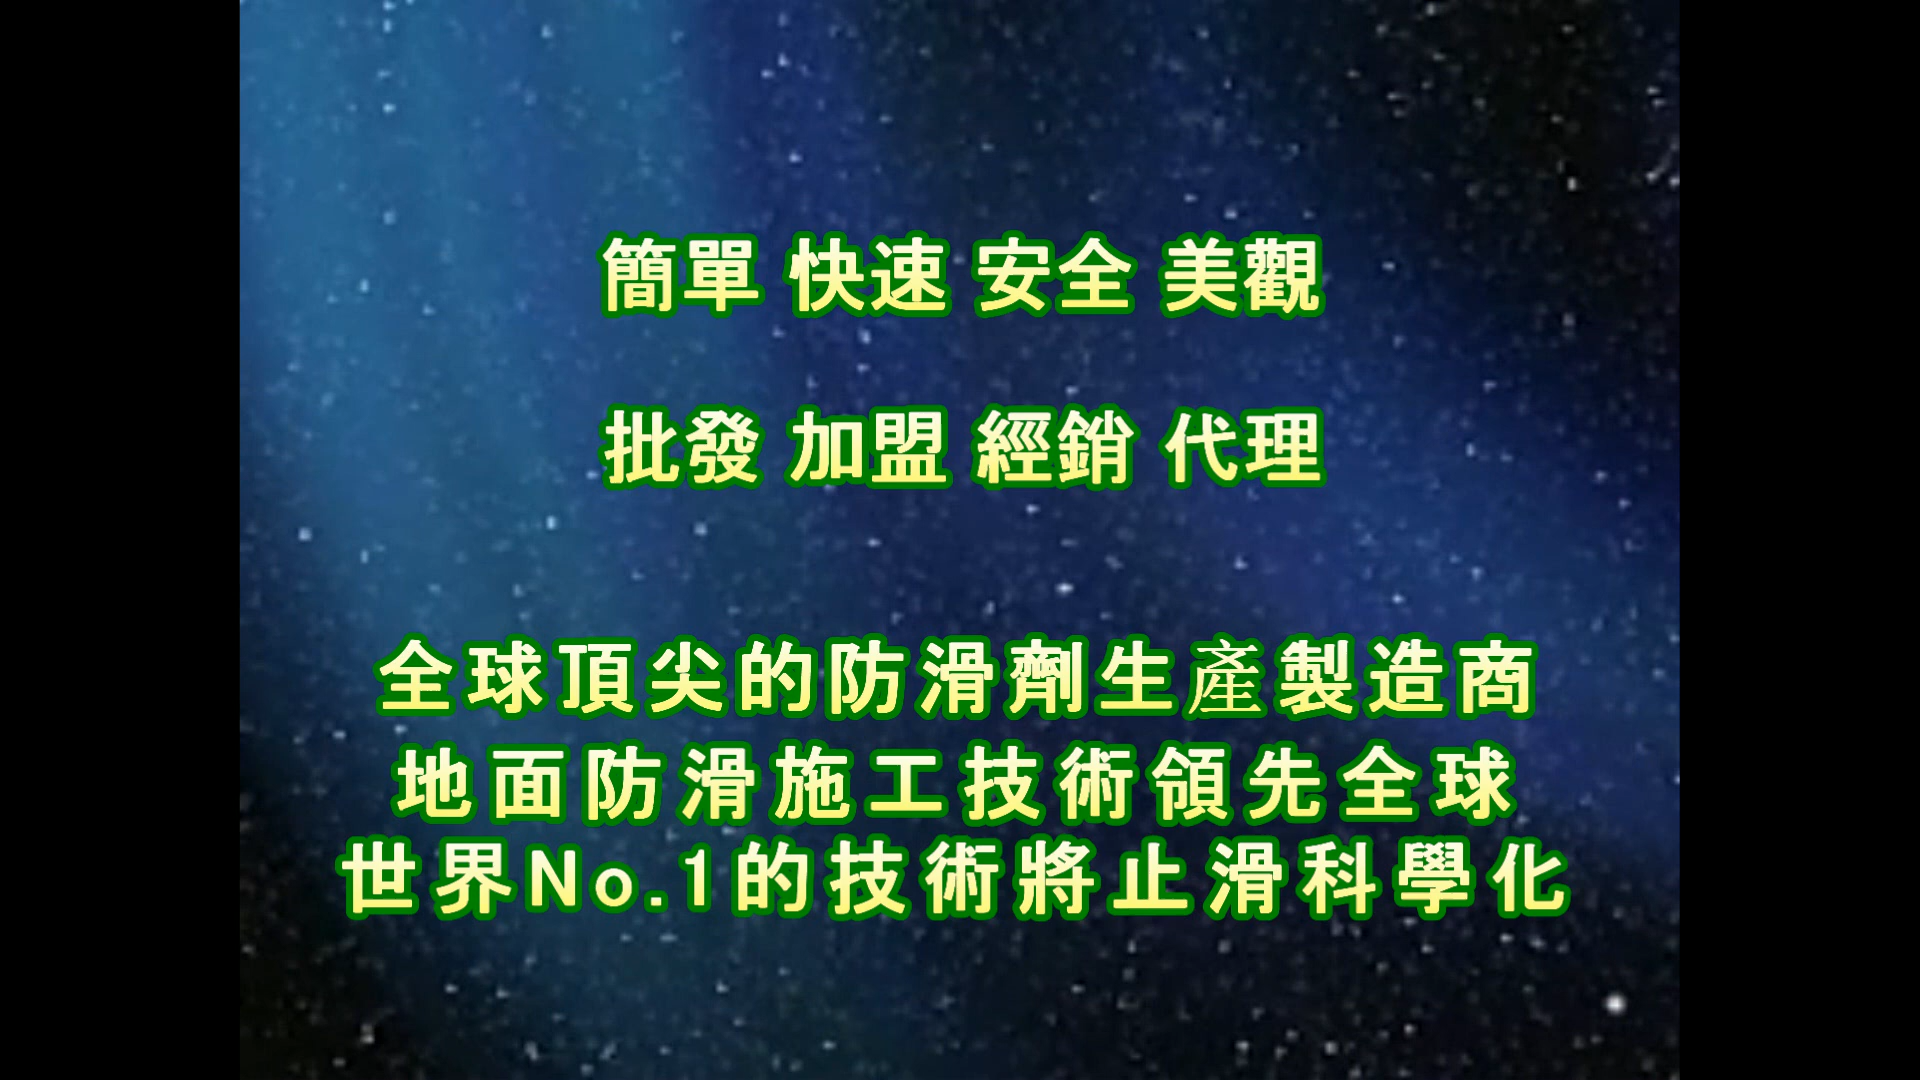 簡單 快速 安全 美觀
批發 加盟 經銷 代理
全球頂尖的防滑劑生產製造商
地面防滑施工技術領先全球
世界No.1的技術將止滑科學化